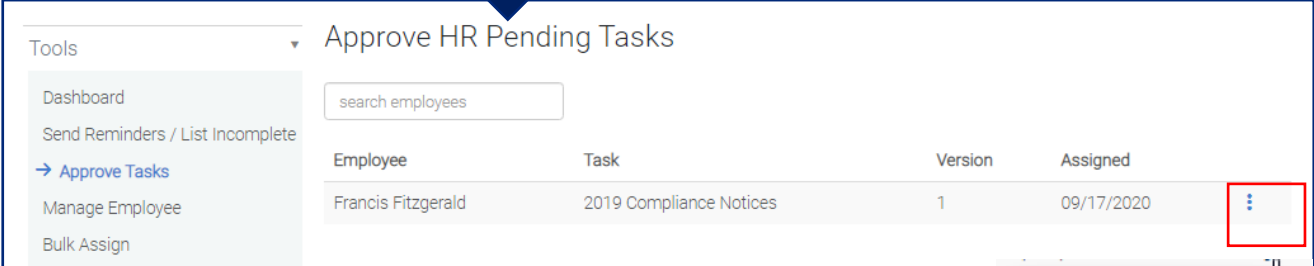 Tools
Approve HR Pending Tasks
Dashboard
search employees
Send Reminders / List Incomplete
Employee Task Version Assigned
→ Approve Tasks
Francis Fitzgerald 2019 Compliance Notices 1 09/17/2020
Manage Employee
Bulk Assign